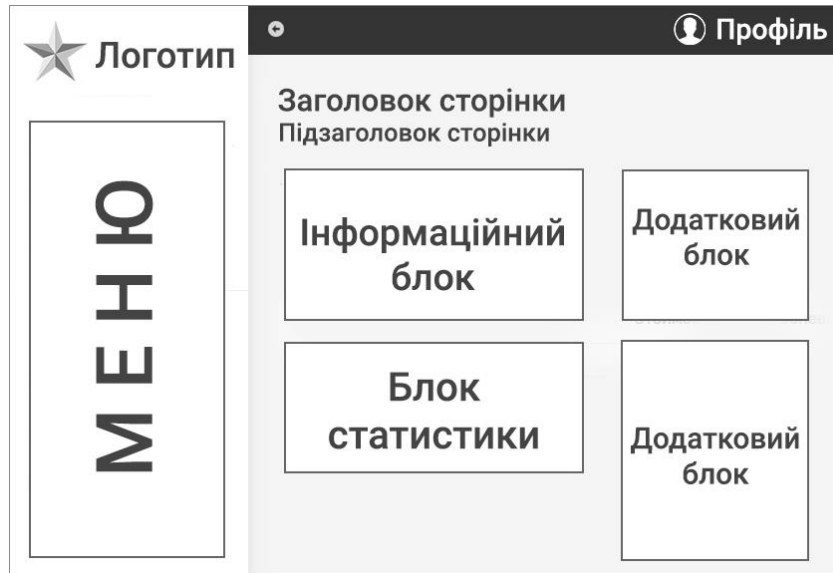 Логотип
Профіль
Заголовок сторінки
Підзаголовок сторінки
МЕНЮ
Інформаційний
блок
Додатковий
блок
Блок
статистики
Додатковий
блок